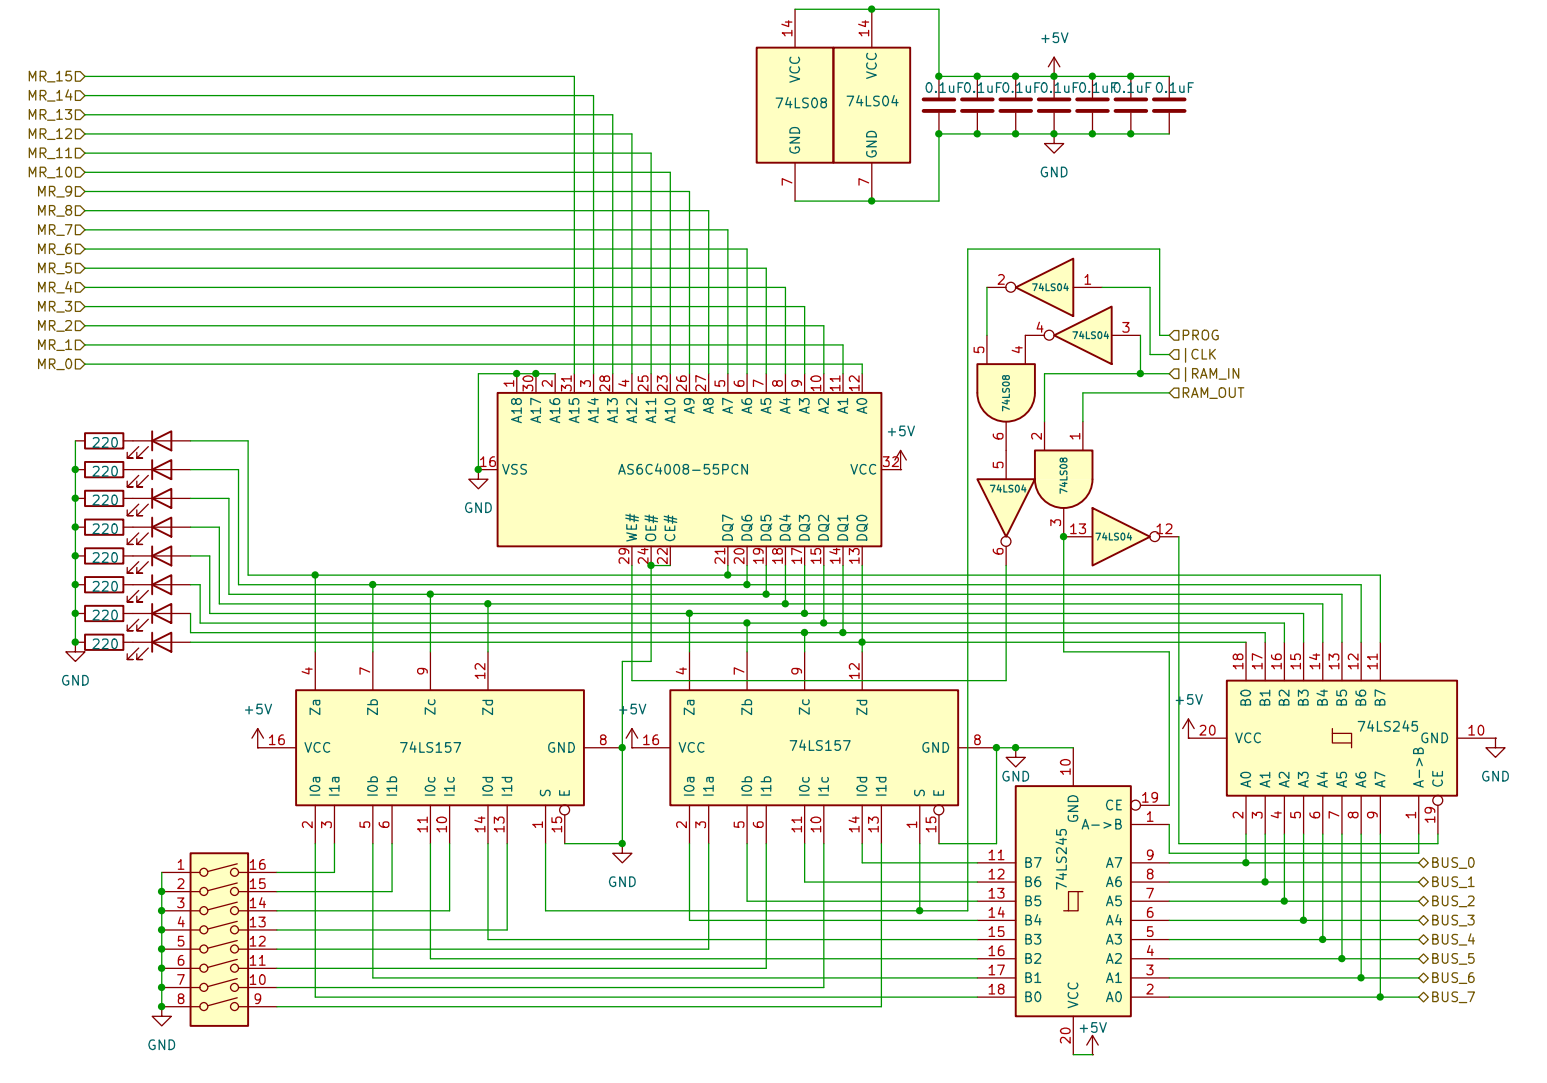 14
14
VCC
VCC
74LS08
74LS04
GND
GND
7
7
+5V
0.1uF
0.1uF
0.1uF
0.1uF
0.1uF
0.1uF
0.1uF
GND
MR_15
MR_14
MR_13
MR_12
MR_11
MR_10
MR_9
MR_8
MR_7
MR_6
MR_5
MR_4
MR_3
MR_2
MR_1
MR_0
2
74LS04
1
4
74LS04
3
PROG
|CLK
|RAM_IN
RAM_OUT
5
4
74LS08
6
2
1
74LS08
3
5
74LS04
6
13
74LS04
12
1
30
2
31
3
28
4
25
23
26
27
5
6
7
8
9
10
11
12
A18
A17
A16
A15
A14
A13
A12
A11
A10
A9
A8
A7
A6
A5
A4
A3
A2
A1
A0
16
VSS
AS6C4008-55PCN
VCC
32
+5V
GND
WE#
OE#
CE#
DQ7
DQ6
DQ5
DQ4
DQ3
DQ2
DQ1
DQ0
29
24
22
21
20
19
18
17
15
14
13
220
220
220
220
220
220
220
220
GND
4
7
9
12
Za
Zb
Zc
Zd
+5V
16
VCC
74LS157
GND
8
I0a
I1a
I0b
I1b
I0c
I1c
I0d
I1d
S
E
2
3
5
6
11
10
14
13
1
15
GND
4
7
9
12
Za
Zb
Zc
Zd
+5V
16
VCC
74LS157
GND
8
I0a
I1a
I0b
I1b
I0c
I1c
I0d
I1d
S
E
2
3
5
6
11
10
14
13
1
15
GND
18
17
16
15
14
13
12
11
B0
B1
B2
B3
B4
B5
B6
B7
+5V
20
VCC
74LS245
GND
10
GND
A0
A1
A2
A3
A4
A5
A6
A7
A->B
CE
2
3
4
5
6
7
8
9
1
19
10
GND
CE
19
A->B
1
74LS245
11
B7
A7
9
12
B6
A6
8
13
B5
A5
7
14
B4
A4
6
15
B3
A3
5
16
B2
A2
4
17
B1
A1
3
18
B0
A0
2
VCC
20
+5V
BUS_0
BUS_1
BUS_2
BUS_3
BUS_4
BUS_5
BUS_6
BUS_7
1
16
2
15
3
14
4
13
5
12
6
11
7
10
8
9
GND